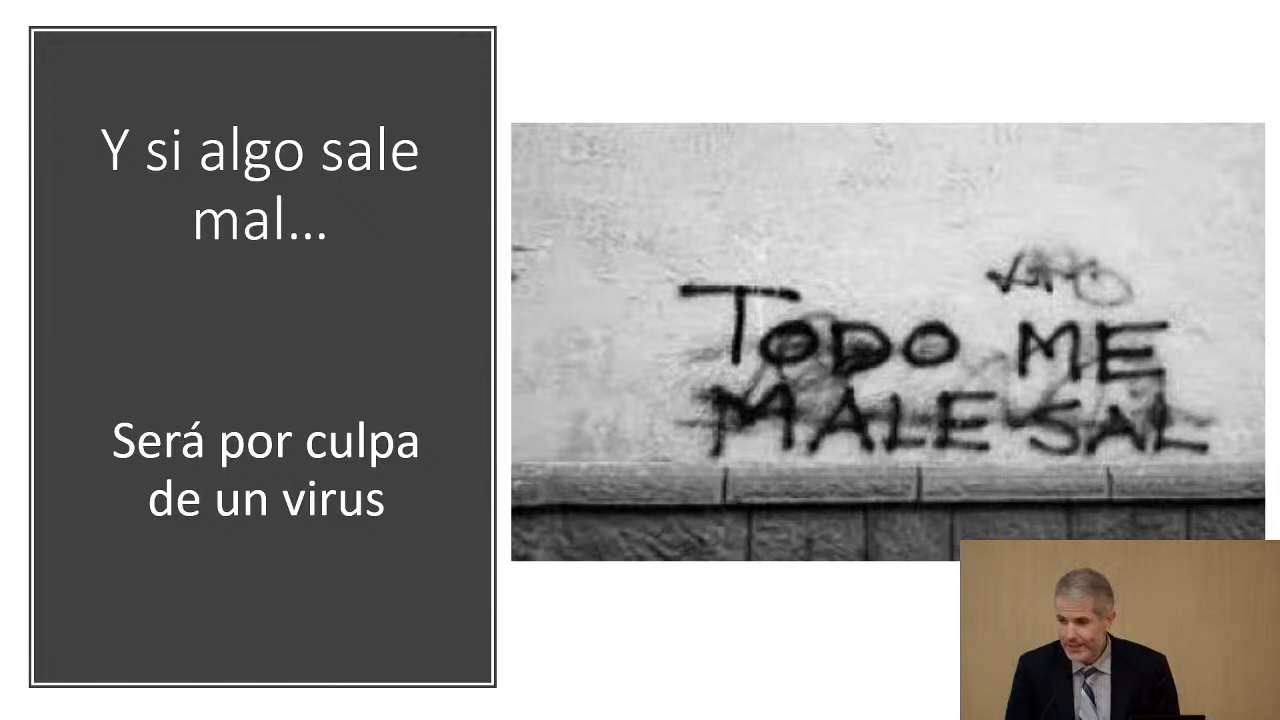 Y si algo sale
mal...
Será por culpa
de un virus
TODO ME
MALE SAL